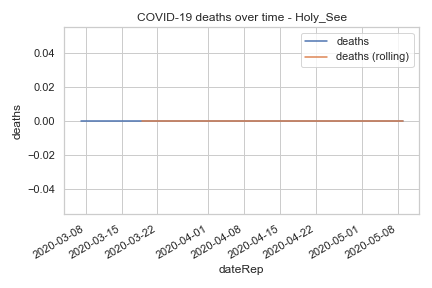 COVID-19 deaths over time - Holy_See
deaths
deaths (rolling)
0.04
0.02
0.00
−0.02
−0.04
deaths
2020-03-08
2020-03-15
2020-03-22
2020-04-01
2020-04-08
2020-04-15
2020-04-22
2020-05-01
2020-05-08
dateRep